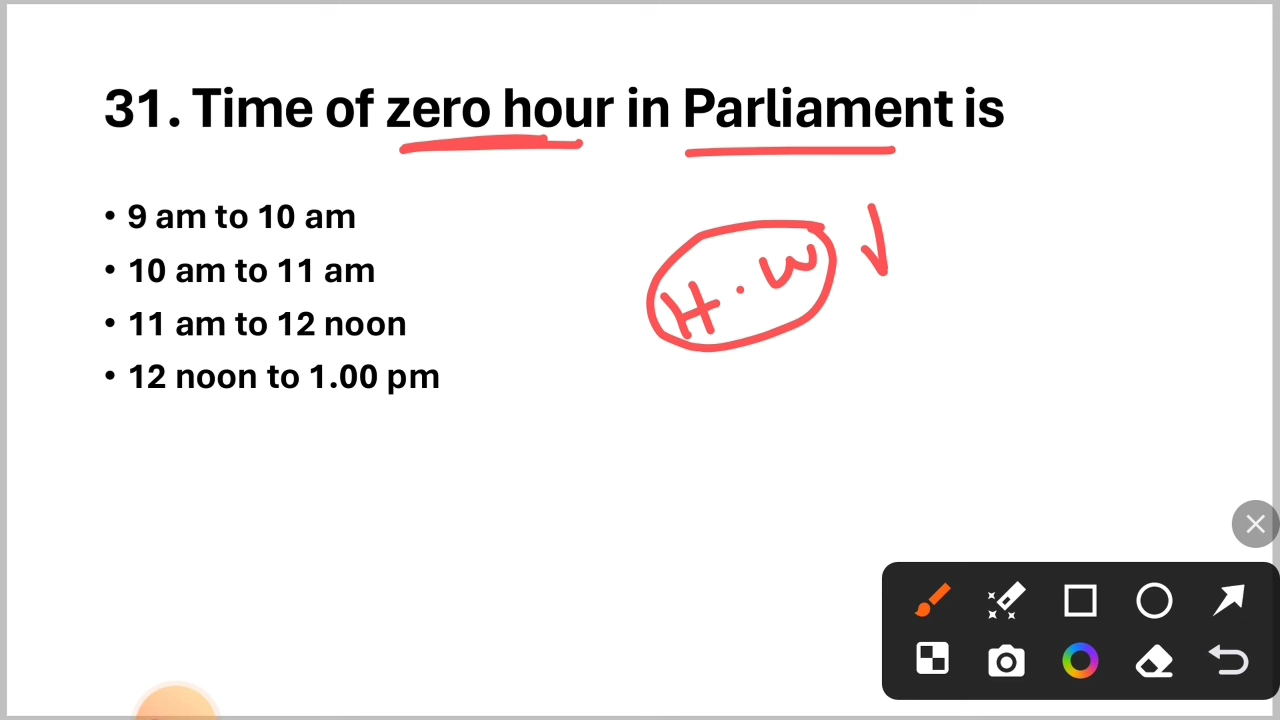 31. Time of zero hour in Parliament is
• 9 am to 10 am
• 10 am to 11 am
• 11 am to 12 noon
• 12 noon to 1.00 pm
H.W